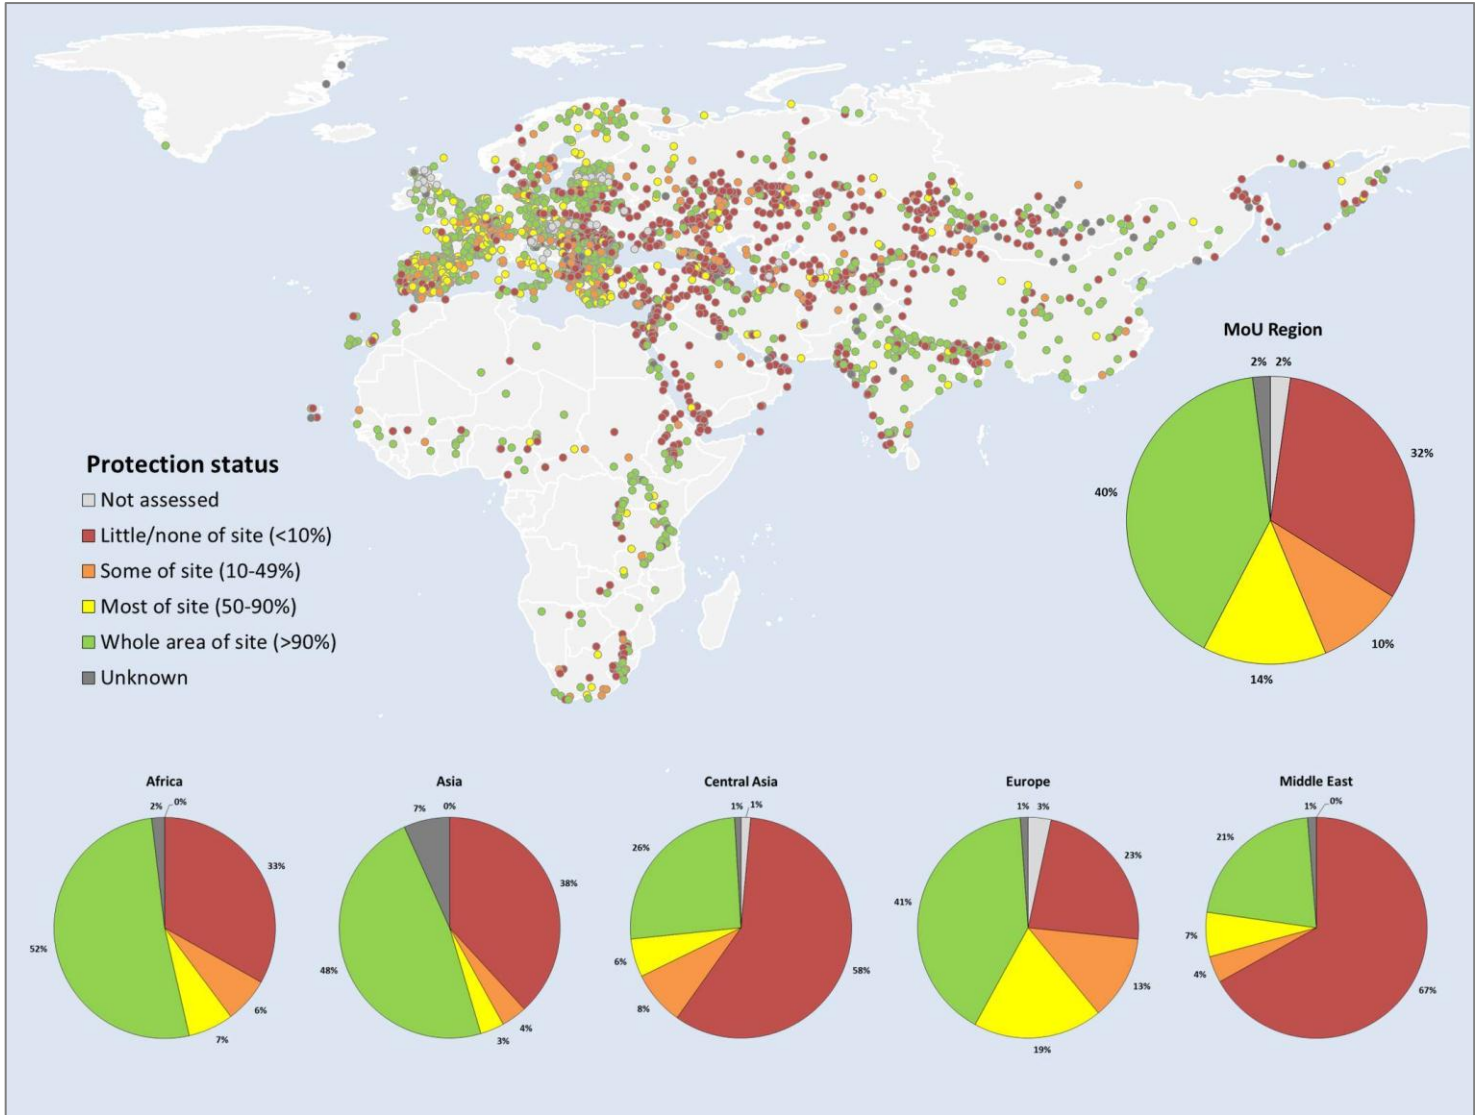 MoU Region
2% 2%
32%
40%
10%
14%
Protection status
Not assessed
Little/none of site (<10%)
Some of site (10-49%)
Most of site (50-90%)
Whole area of site (>90%)
Unknown
Africa
2% 0%
33%
52%
6%
7%
Asia
7% 0%
38%
48%
4%
3%
Central Asia
1% 1%
26%
6%
58%
8%
Europe
1% 3%
23%
41%
13%
19%
Middle East
1% 0%
21%
7%
4%
67%